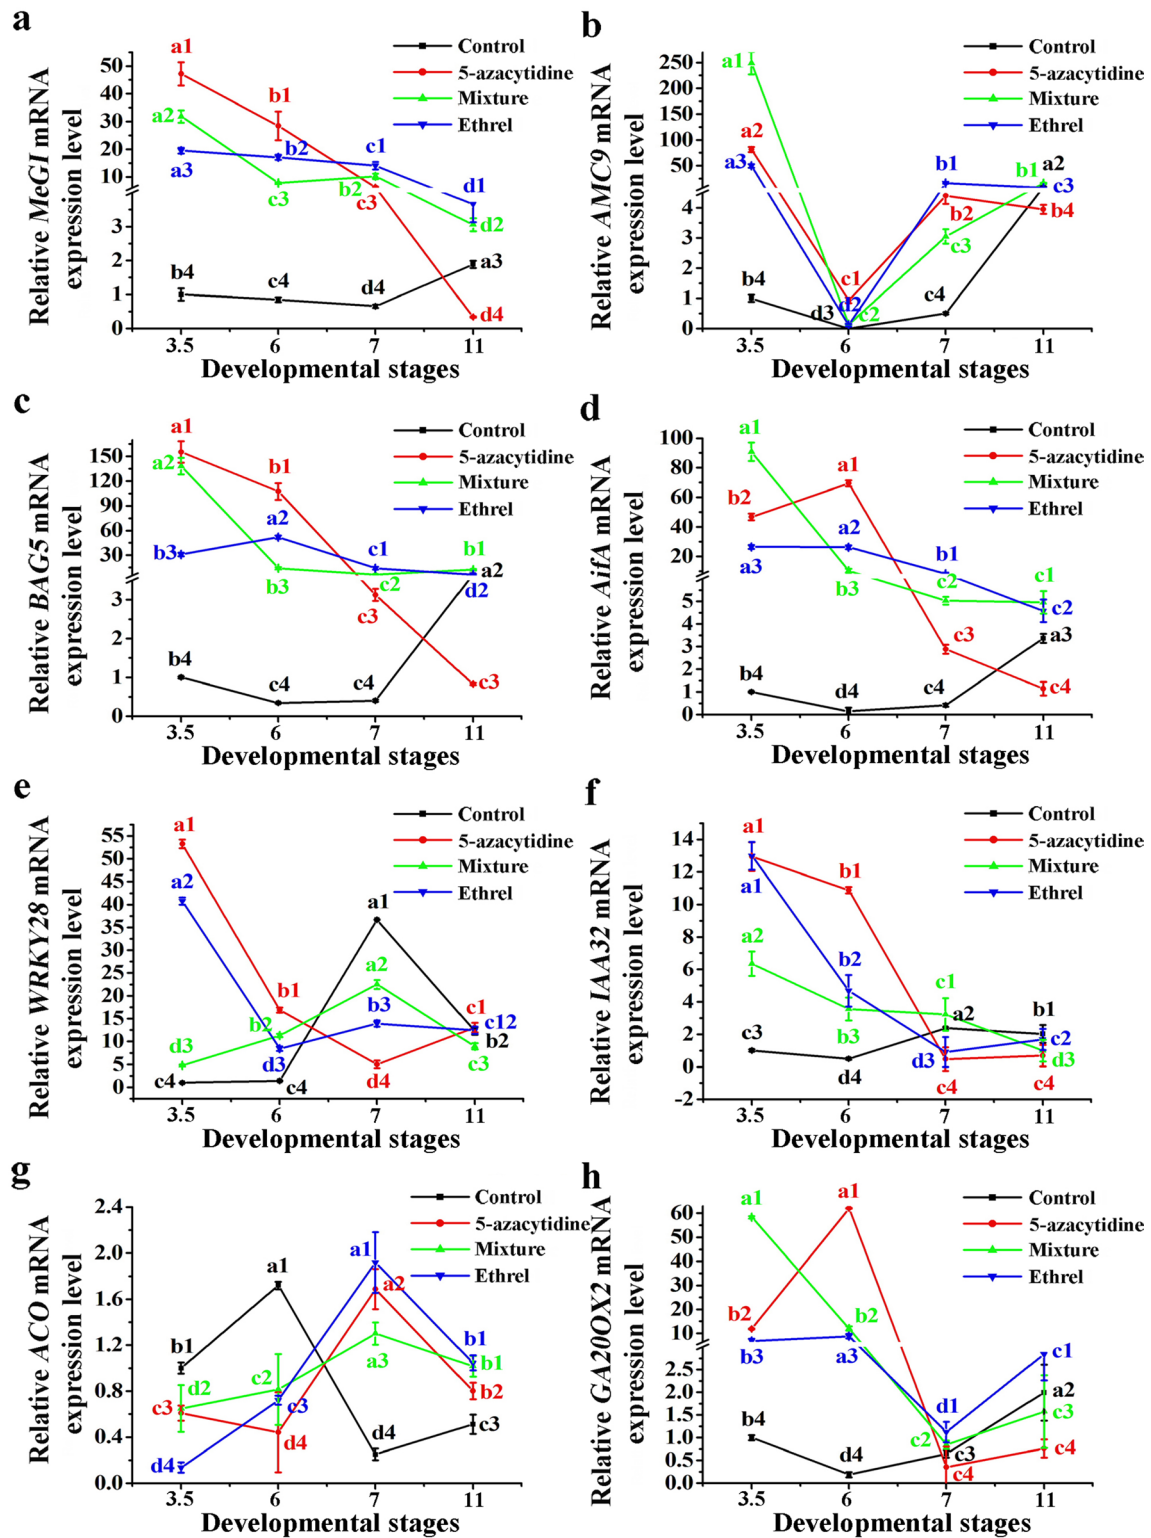 a
Relative MeGI mRNA
expression level
50
40
30
20
10
3
2
1
0
a1
a2
a3
b1
b2
c3
b4
c4
c1
b2
c3
d4
d1
d2
a3
d4
Control
5-azacytidine
Mixture
Ethrel
3.5 6 7 11
Developmental stages
b
Relative AMC9 mRNA
expression level
250
200
150
100
50
4
3
2
1
0
a1
a2
a3
b4
c1
d2
d3
c2
b1
b2
c3
c4
a2
b1
c3
b4
Control
5-azacytidine
Mixture
Ethrel
3.5 6 7 11
Developmental stages
c
Relative BAG5 mRNA
expression level
150
120
90
60
30
3
2
1
0
a1
a2
b3
b4
b1
a2
b3
c4
c1
c2
c3
c4
b1
a2
d2
c3
Control
5-azacytidine
Mixture
Ethrel
3.5 6 7 11
Developmental stages
d
Relative AifA mRNA
expression level
100
80
60
40
20
5
4
3
2
1
0
a1
b2
a3
b4
a1
a2
b3
d4
b1
c2
c3
c4
c1
c2
a3
c4
Control
5-azacytidine
Mixture
Ethrel
3.5 6 7 11
Developmental stages
e
Relative WRKY28 mRNA
expression level
55
50
45
40
35
30
25
20
15
10
5
0
a1
a2
d3
c4
b1
b2
d3
c4
a1
a2
b3
d4
c1
c12
b2
c3
Control
5-azacytidine
Mixture
Ethrel
3.5 6 7 11
Developmental stages
f
Relative IAA32 mRNA
expression level
14
12
10
8
6
4
2
0
-2
a1
a1
a2
c3
b1
b2
b3
d4
c1
a2
d3
c4
b1
c2
d3
c4
Control
5-azacytidine
Mixture
Ethrel
3.5 6 7 11
Developmental stages
g
Relative ACO mRNA
expression level
2.4
2.0
1.6
1.2
0.8
0.4
0.0
b1
d2
c3
d4
a1
c2
c3
d4
a1
a2
a3
d4
b1
b1
b2
c3
Control
5-azacytidine
Mixture
Ethrel
3.5 6 7 11
Developmental stages
h
Relative GA20OX2 mRNA
expression level
60
50
40
30
20
10
2.5
2.0
1.5
1.0
0.5
0.0
a1
b2
b3
b4
a1
b2
a3
d4
d1
c2
c3
c4
c1
a2
c3
c4
Control
5-azacytidine
Mixture
Ethrel
3.5 6 7 11
Developmental stages